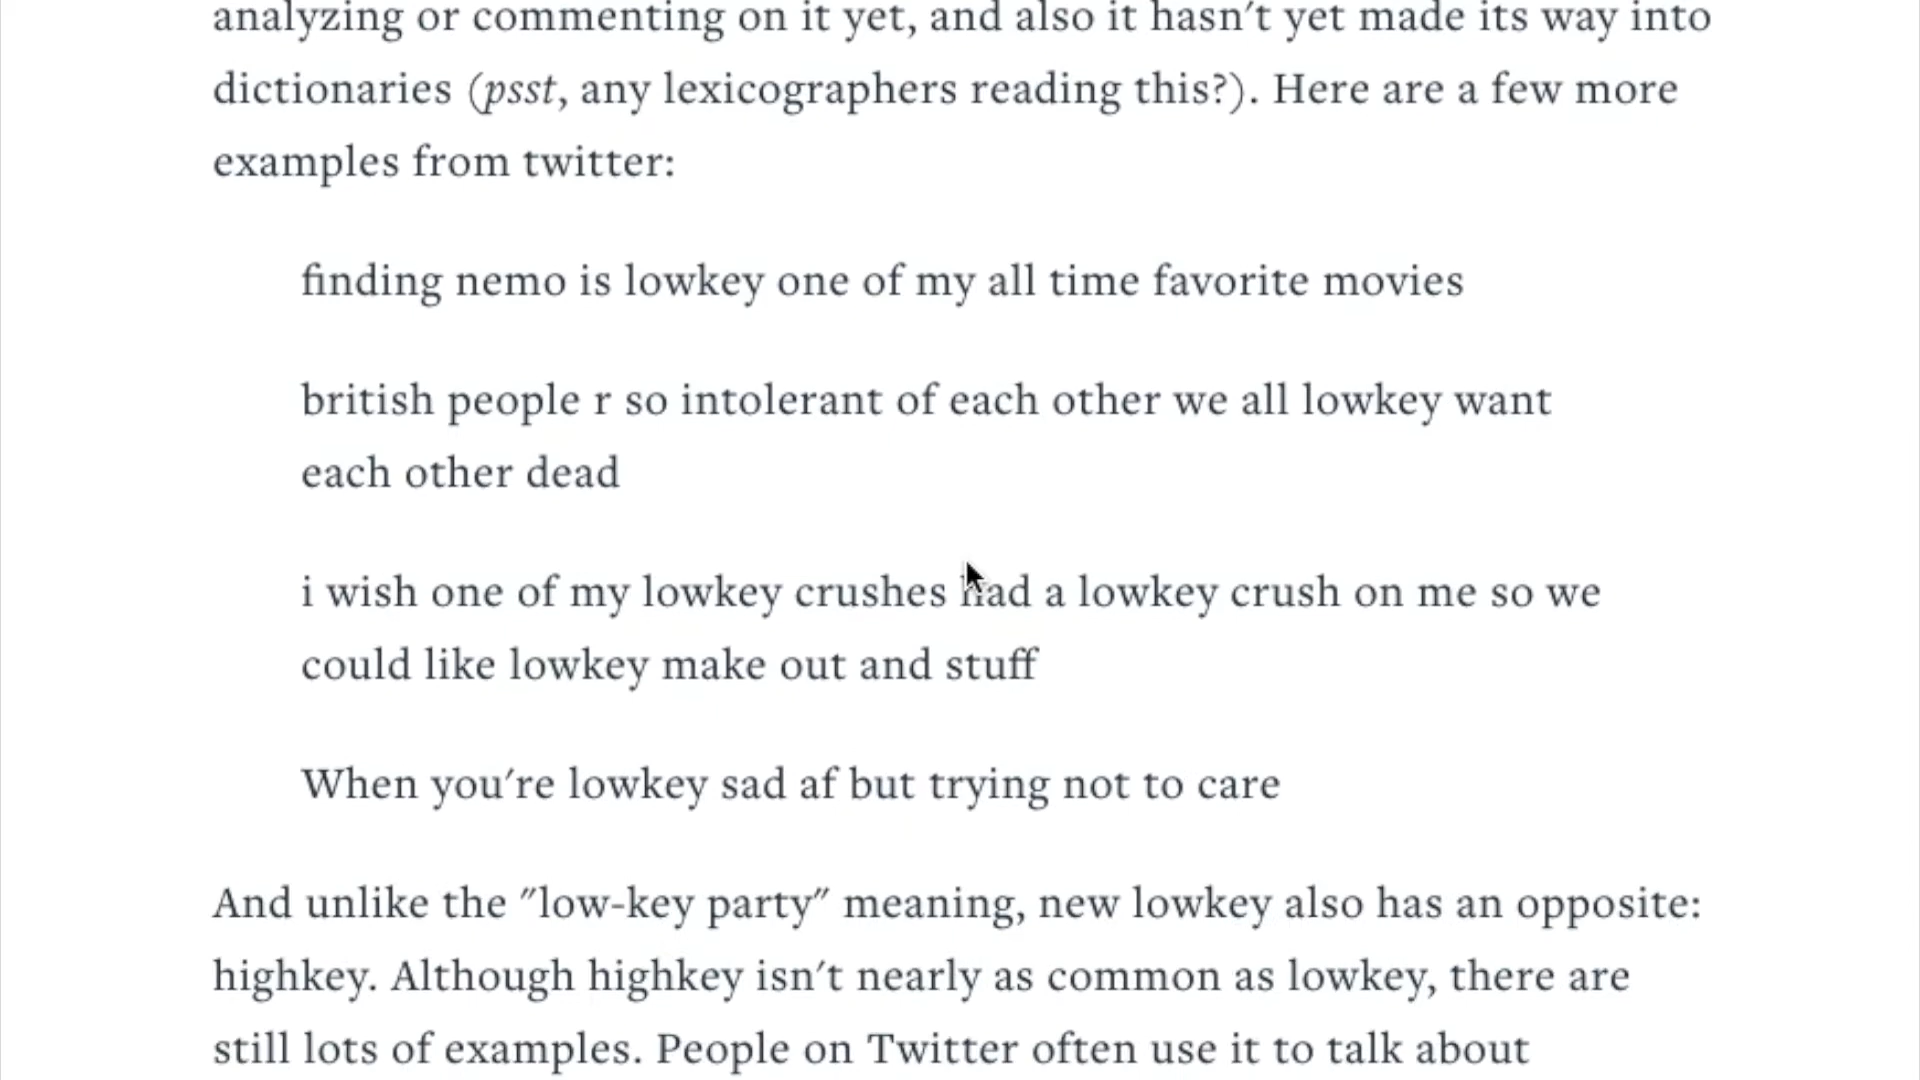 analyzing or commenting on it yet, and also it hasn't yet made its way into
dictionaries (psst, any lexicographers reading this?). Here are a few more
examples from twitter:
finding nemo is lowkey one of my all time favorite movies
british people r so intolerant of each other we all lowkey want
each other dead
i wish one of my lowkey crushes had a lowkey crush on me so we
could like lowkey make out and stuff
When you're lowkey sad af but trying not to care
And unlike the "low-key party" meaning, new lowkey also has an opposite:
highkey. Although highkey isn't nearly as common as lowkey, there are
still lots of examples. People on Twitter often use it to talk about